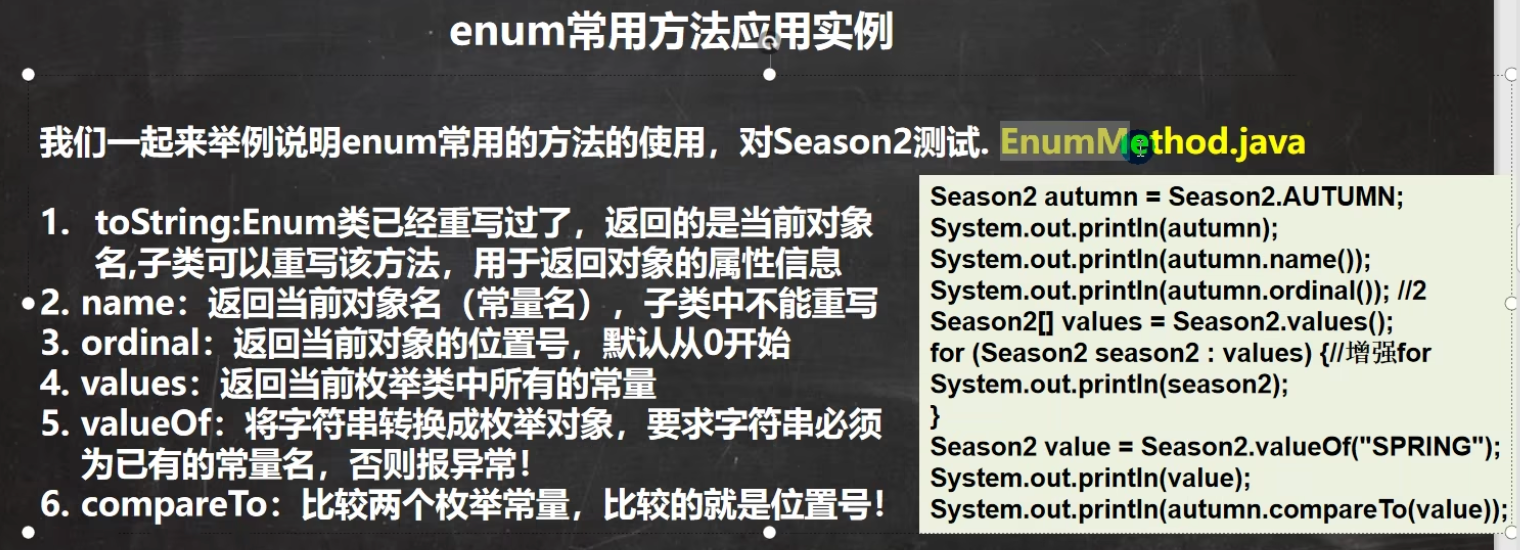 enum常用方法应用实例
我们一起来举例说明enum常用的方法的使用，对Season2测试. EnumMethod.java
1. toString:Enum类已经重写过了，返回的是当前对象
名,子类可以重写该方法，用于返回对象的属性信息
2. name：返回当前对象名（常量名），子类中不能重写
3. ordinal：返回当前对象的位置号，默认从0开始
4. values：返回当前枚举类中所有的常量
5. valueOf：将字符串转换成枚举对象，要求字符串必须
为已有的常量名，否则报异常！
6. compareTo：比较两个枚举常量，比较的就是位置号！
Season2 autumn = Season2.AUTUMN;
System.out.println(autumn);
System.out.println(autumn.name());
System.out.println(autumn.ordinal()); //2
Season2[] values = Season2.values();
for (Season2 season2 : values) {//增强for
System.out.println(season2);
}
Season2 value = Season2.valueOf("SPRING");
System.out.println(value);
System.out.println(autumn.compareTo(value));